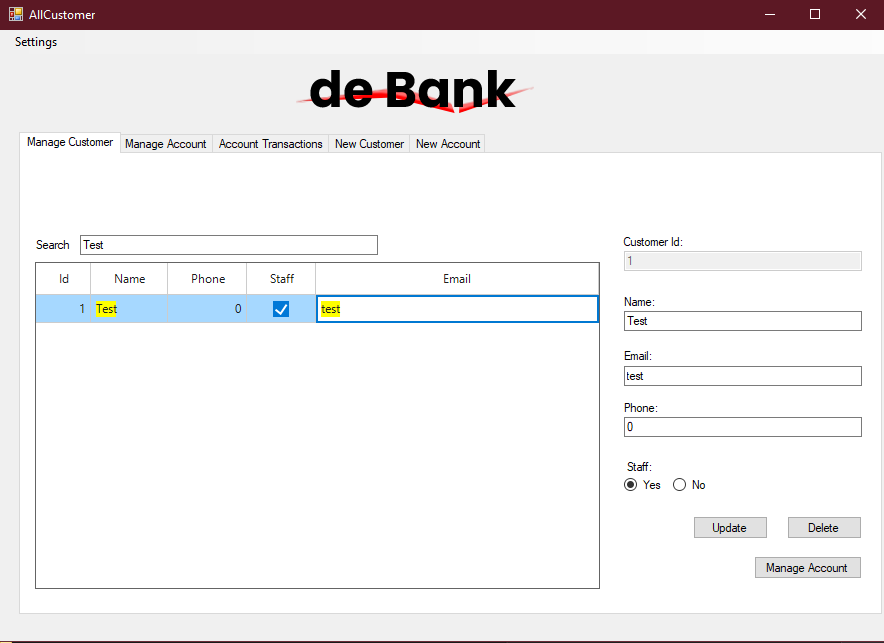 AllCustomer
Settings
de Bank
Manage Customer Manage Account Account Transactions New Customer New Account
Search Test
Id Name Phone Staff Email
1 Test 0 test
Customer Id:
1
Name:
Test
Email:
test
Phone:
0
Staff:
Yes No
Update Delete
Manage Account